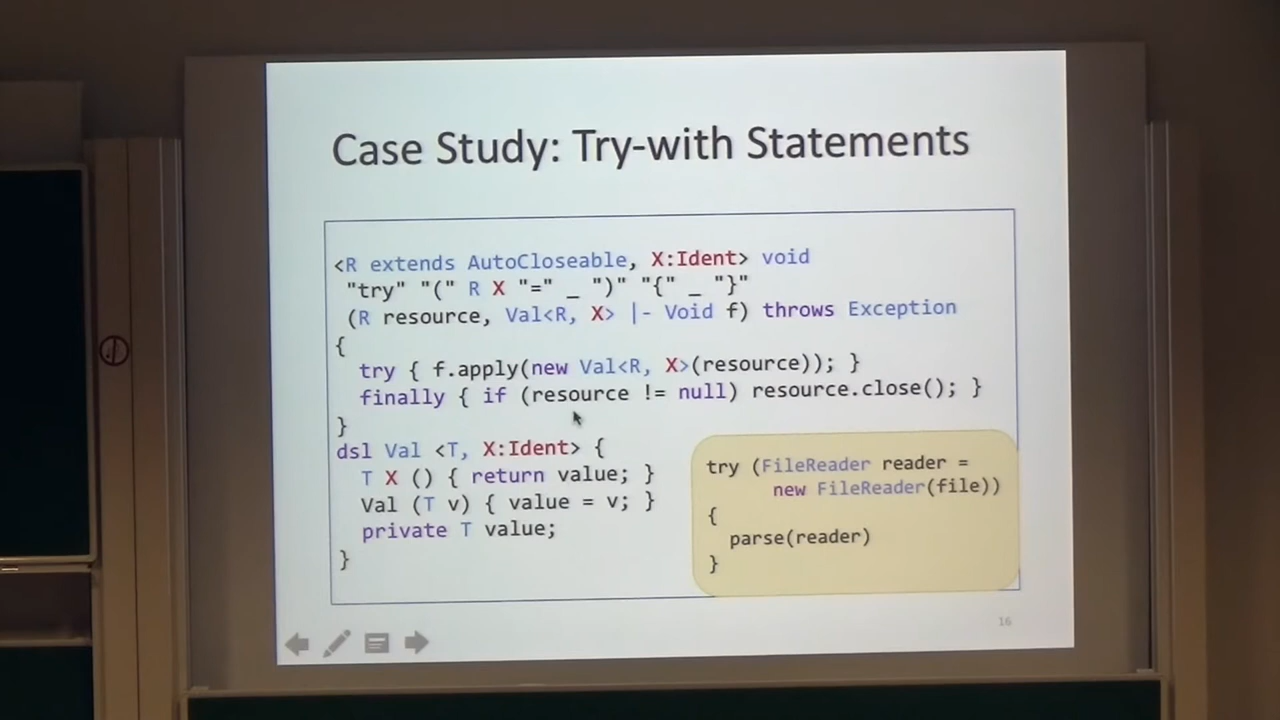 Case Study: Try-with Statements
<R extends AutoCloseable, X:Ident> void
"try" "(" R X "=" _ ")" "{" _ "}"
(R resource, Val<R, X> |- Void f) throws Exception
{
try { f.apply(new Val<R, X>(resource)); }
finally { if (resource != null) resource.close(); }
}
dsl Val <T, X:Ident> {
T X () { return value; }
Val (T v) { value = v; }
private T value;
}
try (FileReader reader =
new FileReader(file))
{
parse(reader)
}
16